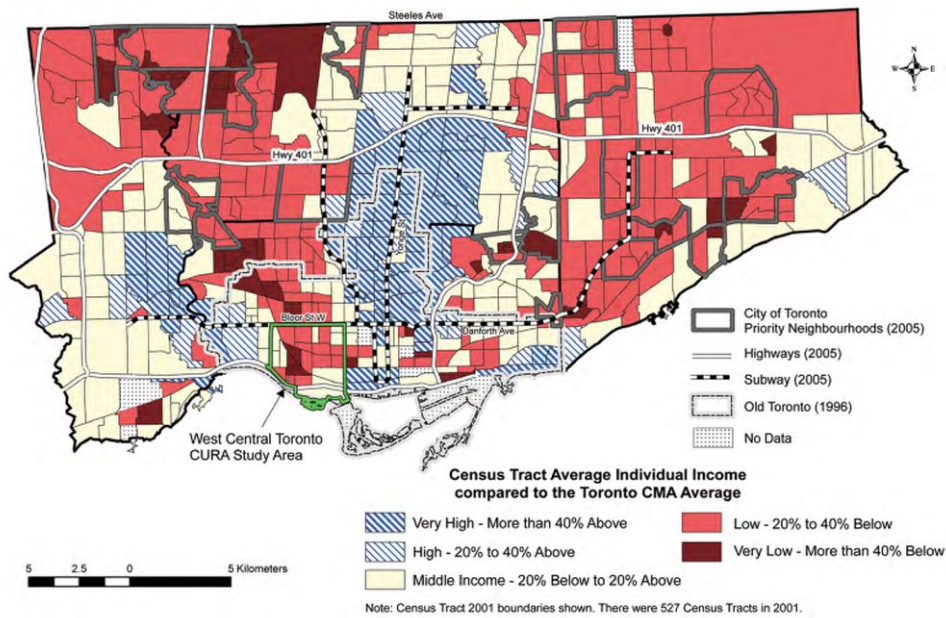 Steeles Ave
N
W E
S
Hwy 401
Hwy 401
Yonge St
Bloor St W
Danforth Ave
West Central Toronto
CURA Study Area
City of Toronto
Priority Neighbourhoods (2005)
Highways (2005)
Subway (2005)
Old Toronto (1996)
No Data
Census Tract Average Individual Income
compared to the Toronto CMA Average
Very High - More than 40% Above
Low - 20% to 40% Below
High - 20% to 40% Above
Very Low - More than 40% Below
Middle Income - 20% Below to 20% Above
5 2.5 0 5 Kilometers
Note: Census Tract 2001 boundaries shown. There were 527 Census Tracts in 2001.